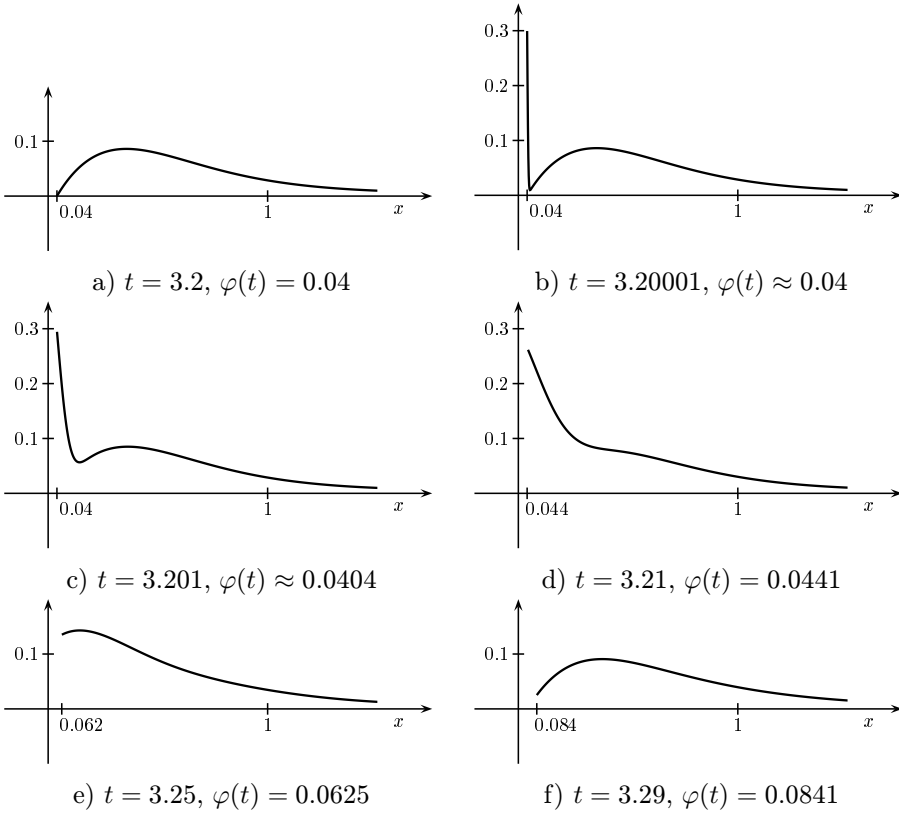 0.1
0.04
1
x
a) t = 3.2, φ(t) = 0.04
0.3
0.2
0.1
0.04
1
x
b) t = 3.20001, φ(t) ≈ 0.04
0.3
0.2
0.1
0.04
1
x
c) t = 3.201, φ(t) ≈ 0.0404
0.3
0.2
0.1
0.044
1
x
d) t = 3.21, φ(t) = 0.0441
0.1
0.062
1
x
e) t = 3.25, φ(t) = 0.0625
0.1
0.084
1
x
f) t = 3.29, φ(t) = 0.0841